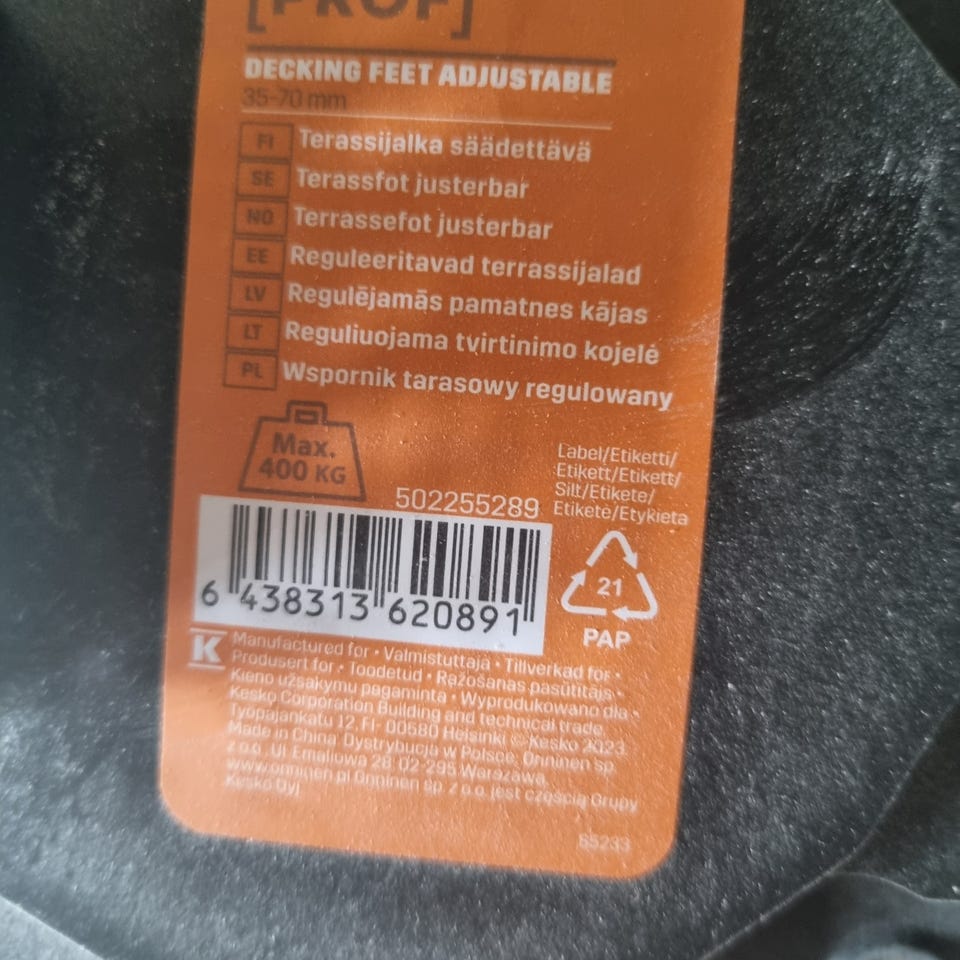 [PROF]
DECKING FEET ADJUSTABLE
35-70 mm
FI Terassijalka säädettävä
SE Terassfot justerbar
NO Terrassefot justerbar
EE Reguleeritavad terrassijalad
LV Regulējamās pamatnes kājas
LT Reguliuojama tvirtinimo kojelė
PL Wspornik tarasowy regulowany
Max.
400 KG
502255289
Label/Etiketti/
Etikett/Etikett/
Silt/Etiķete/
Etiketė/Etykieta
6 438313 620891
21
PAP
K
Manufactured for • Valmistuttaja • Tillverkad för •
Produsert for • Toodetud • Ražošanas pasūtītājs •
Kieno užsakymu pagaminta • Wyprodukowano dla •
Kesko Corporation Building and technical trade,
Työpajankatu 12, FI - 00580 Helsinki © Kesko 2023.
Made in China. Dystrybucja w Polsce: Onninen sp.
z o.o. Ul. Emaliowa 28, 02-295 Warszawa,
www.onninen.pl Onninen sp. z o.o. jest częścią Grupy
Kesko Oyj
55233